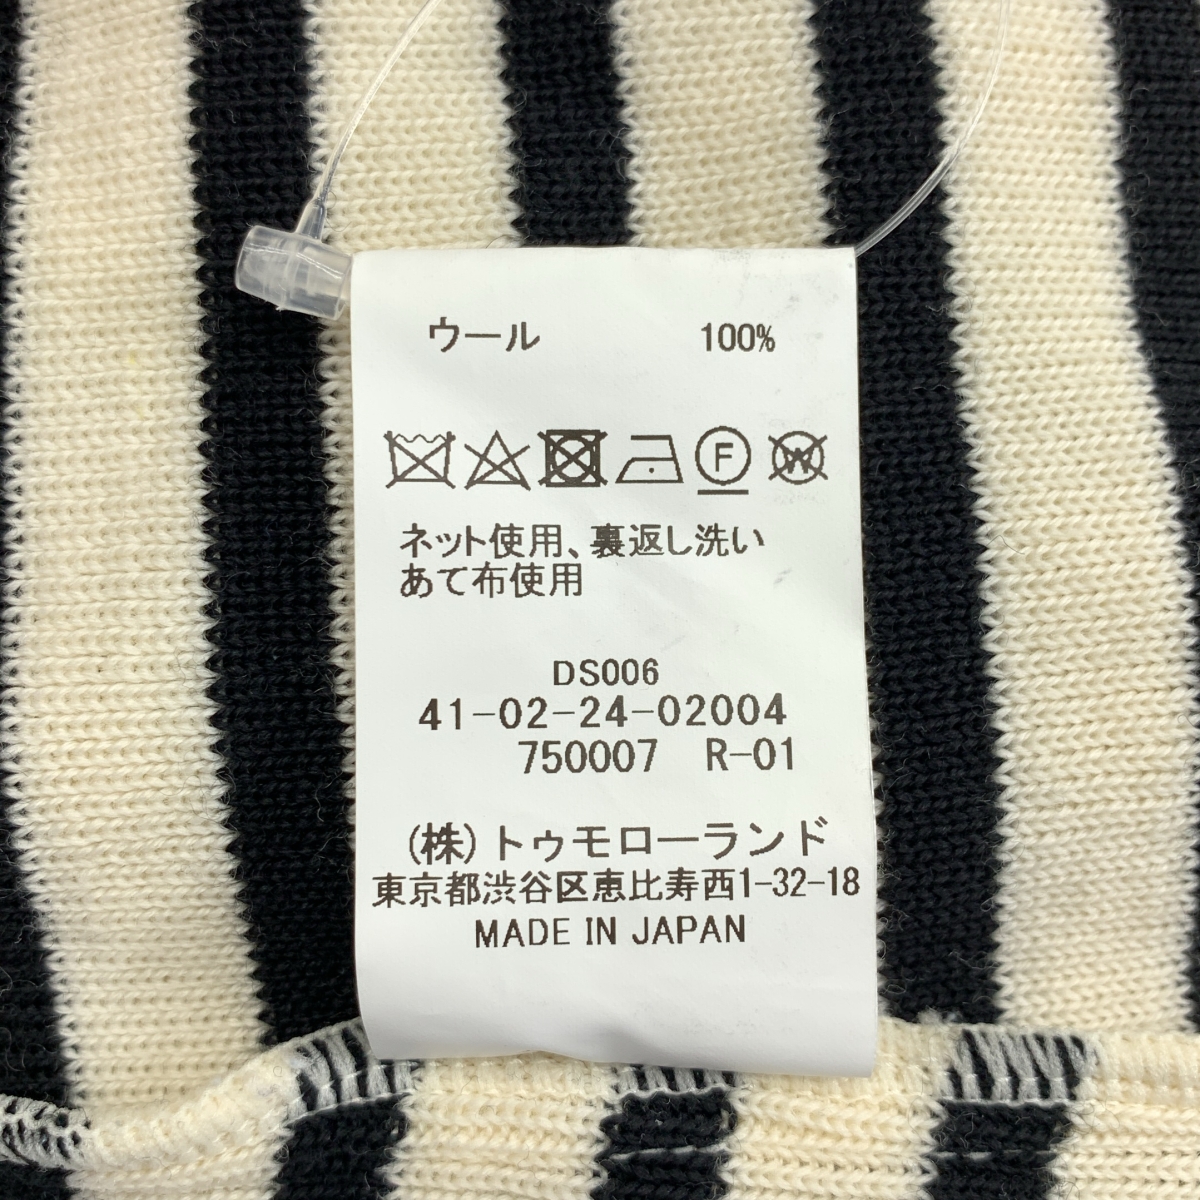 ウール 100%
F W
ネット使用、裏返し洗い
あて布使用
DS006
41-02-24-02004
750007 R-01
(株)トゥモローランド
東京都渋谷区恵比寿西1-32-18
MADE IN JAPAN